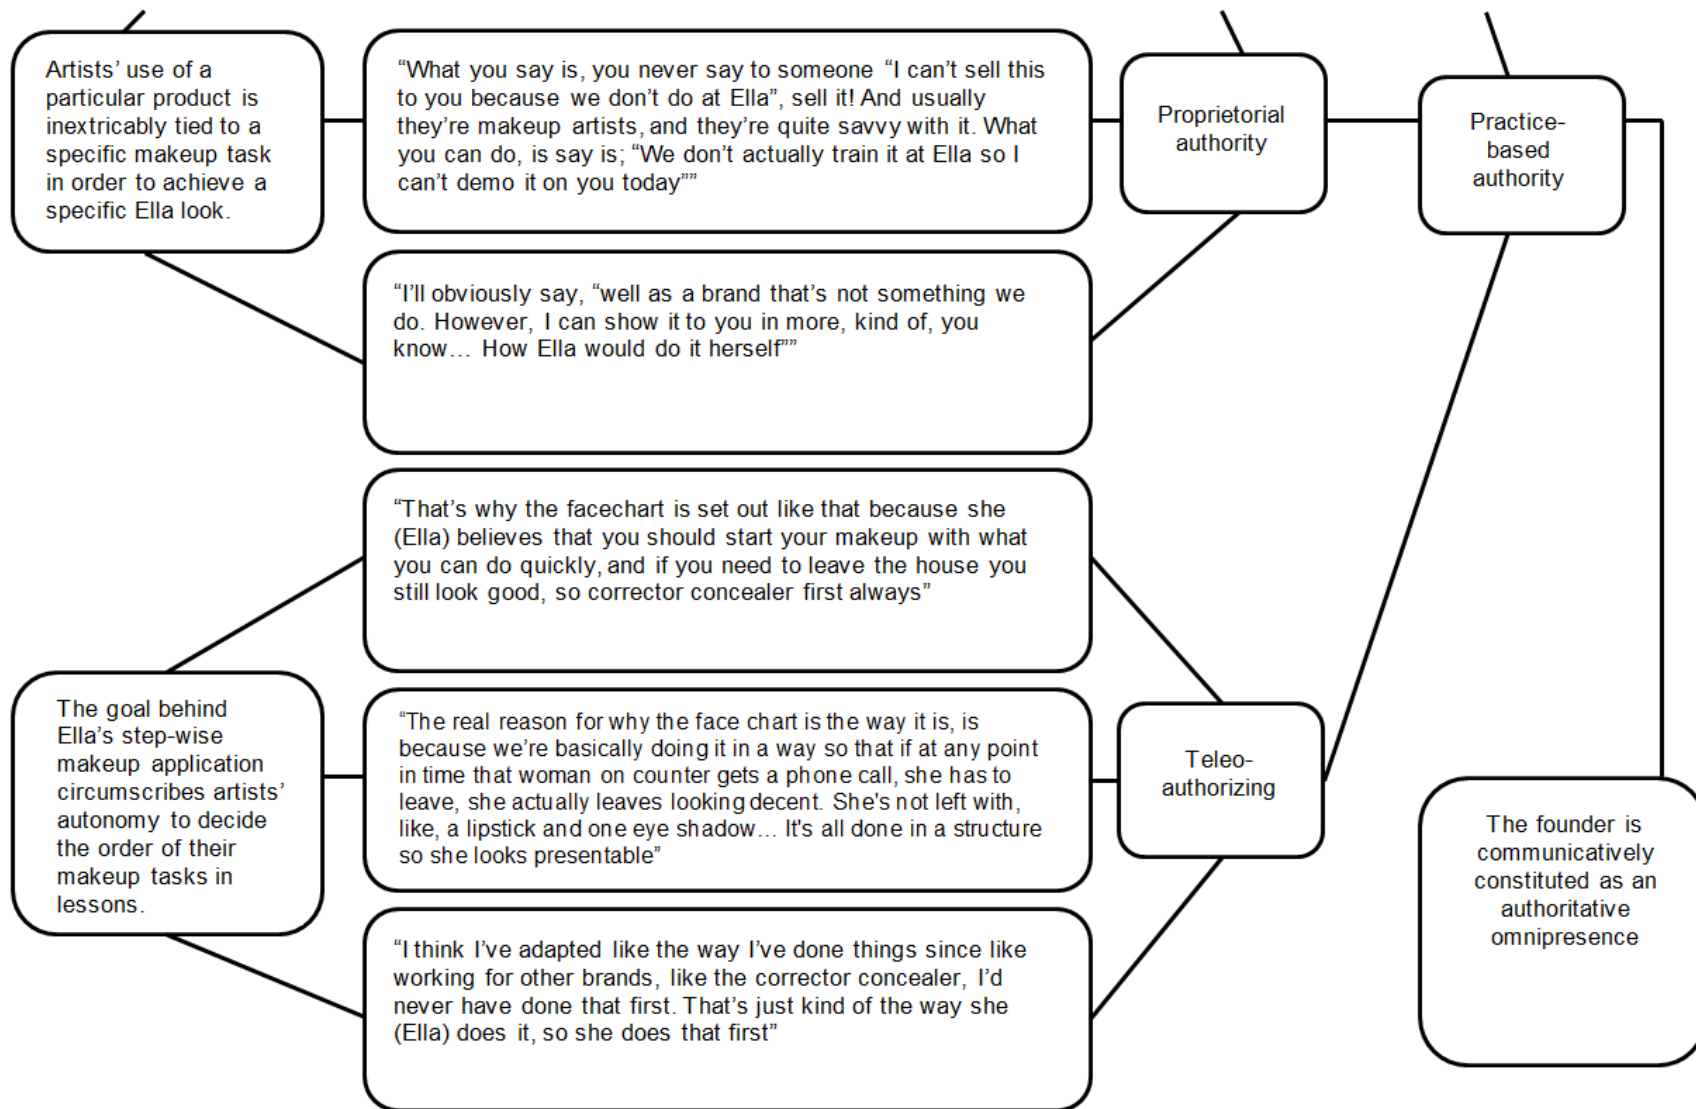 Artists’ use of a
particular product is
inextricably tied to a
specific makeup task
in order to achieve a
specific Ella look.
“What you say is, you never say to someone “I can’t sell this
to you because we don’t do at Ella”, sell it! And usually
they’re makeup artists, and they’re quite savvy with it. What
you can do, is say is; “We don’t actually train it at Ella so I
can’t demo it on you today””
Proprietorial
authority
Practice-
based
authority
“I’ll obviously say, “well as a brand that’s not something we
do. However, I can show it to you in more, kind of, you
know… How Ella would do it herself””
“That’s why the facechart is set out like that because she
(Ella) believes that you should start your makeup with what
you can do quickly, and if you need to leave the house you
still look good, so corrector concealer first always”
The goal behind
Ella’s step-wise
makeup application
circumscribes artists’
autonomy to decide
the order of their
makeup tasks in
lessons.
“The real reason for why the face chart is the way it is, is
because we’re basically doing it in a way so that if at any point
in time that woman on counter gets a phone call, she has to
leave, she actually leaves looking decent. She's not left with,
like, a lipstick and one eye shadow… It's all done in a structure
so she looks presentable”
Teleo-
authorizing
The founder is
communicatively
constituted as an
authoritative
omnipresence
“I think I’ve adapted like the way I’ve done things since like
working for other brands, like the corrector concealer, I’d
never have done that first. That’s just kind of the way she
(Ella) does it, so she does that first”